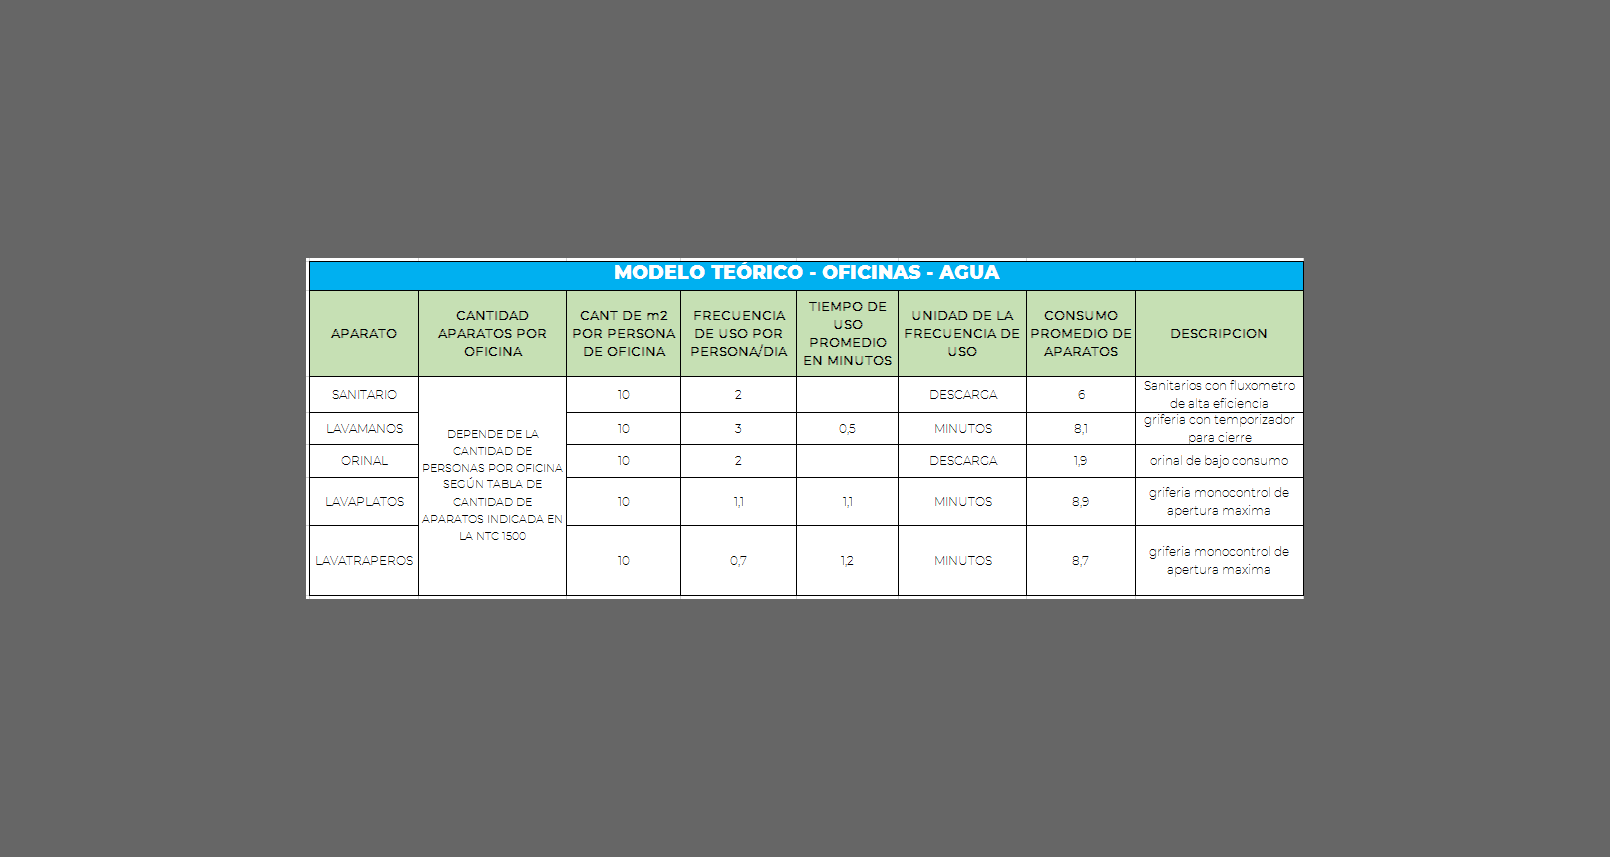 MODELO TEÓRICO - OFICINAS - AGUA
APARATO
CANTIDAD
APARATOS POR
OFICINA
CANT DE m2
POR PERSONA
DE OFICINA
FRECUENCIA
DE USO POR
PERSONA/DIA
TIEMPO DE
USO
PROMEDIO
EN MINUTOS
UNIDAD DE LA
FRECUENCIA DE
USO
CONSUMO
PROMEDIO DE
APARATOS
DESCRIPCION
SANITARIO
DEPENDE DE LA
CANTIDAD DE
PERSONAS POR OFICINA
SEGÚN TABLA DE
CANTIDAD DE
APARATOS INDICADA EN
LA NTC 1500
10
2
DESCARGA
6
Sanitarios con fluxometro
de alta eficiencia
LAVAMANOS
10
3
0,5
MINUTOS
8,1
griferia con temporizador
para cierre
ORINAL
10
2
DESCARGA
1,9
orinal de bajo consumo
LAVAPLATOS
10
1,1
1,1
MINUTOS
8,9
griferia monocontrol de
apertura maxima
LAVATRAPEROS
10
0,7
1,2
MINUTOS
8,7
griferia monocontrol de
apertura maxima